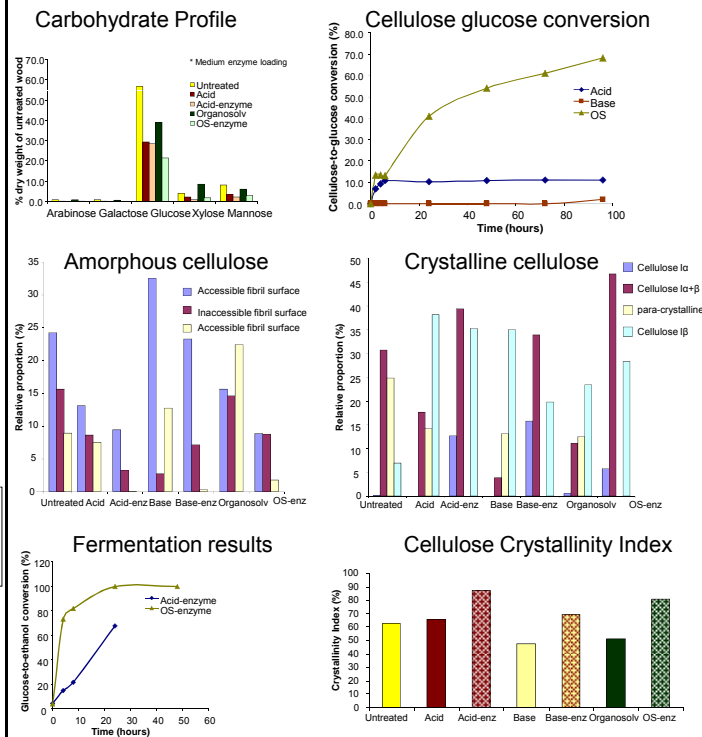 Carbohydrate Profile
* Medium enzyme loading
% dry weight of untreated wood
70.0
60.0
50.0
40.0
30.0
20.0
10.0
0.0
Untreated
Acid
Acid-enzyme
Organosolv
OS-enzyme
Arabinose Galactose Glucose Xylose Mannose
Cellulose glucose conversion
Cellulose-to-glucose conversion (%)
80.0
70.0
60.0
50.0
40.0
30.0
20.0
10.0
0.0
Acid
Base
OS
0 20 40 60 80 100
Time (hours)
Amorphous cellulose
Relative proportion (%)
35
30
25
20
15
10
5
0
Accessible fibril surface
Inaccessible fibril surface
Accessible fibril surface
Untreated Acid Acid-enz Base Base-enz Organosolv OS-enz
Crystalline cellulose
Relative proportion (%)
50
45
40
35
30
25
20
15
10
5
0
Cellulose Iα
Cellulose Iα+β
para-crystalline
Cellulose Iβ
Untreated Acid Acid-enz Base Base-enz Organosolv OS-enz
Fermentation results
Glucose-to-ethanol conversion (%)
120
100
80
60
40
20
0
Acid-enzyme
OS-enzyme
0 10 20 30 40 50 60
Time (hours)
Cellulose Crystallinity Index
Crystallinity Index (%)
100
90
80
70
60
50
40
30
20
10
0
Untreated Acid Acid-enz Base Base-enz Organosolv OS-enz